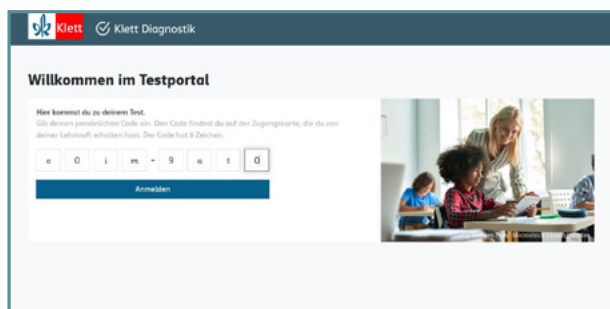 Klett Klett Diagnostik
Willkommen im Testportal
Hier kommst du zu deinem Test.
Gib deinen persönlichen Code ein. Den Code findest du auf der Zugangskarte, die du von
deiner Lehrkraft erhalten hast. Der Code hat 8 Zeichen.
o 0 i m - 9 a t 0
Anmelden